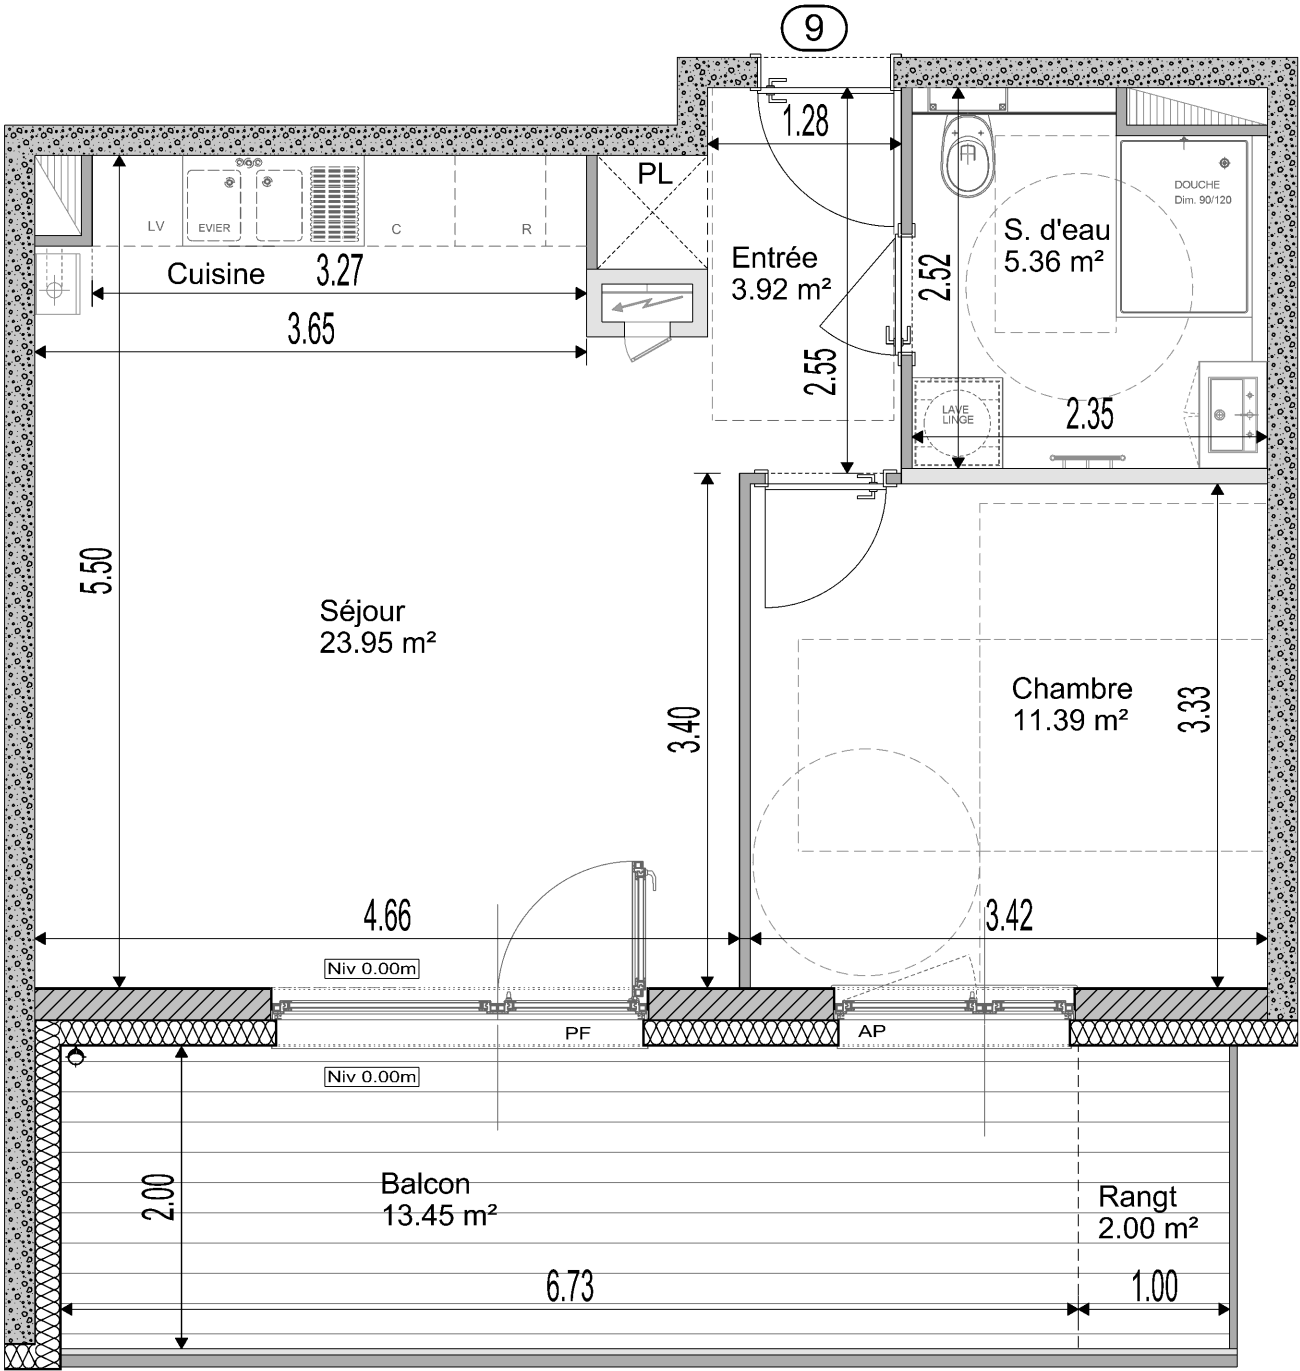 9
1.28
PL
DOUCHE
Dim. 90/120
LV
EVIER
C
R
Entrée
3.92 m²
S. d'eau
5.36 m²
2.52
Cuisine
3.27
3.65
2.55
LAVE
LINGE
2.35
5.50
Séjour
23.95 m²
3.40
Chambre
11.39 m²
3.33
4.66
3.42
Niv 0.00m
PF
AP
Niv 0.00m
2.00
Balcon
13.45 m²
Rangt
2.00 m²
6.73
1.00